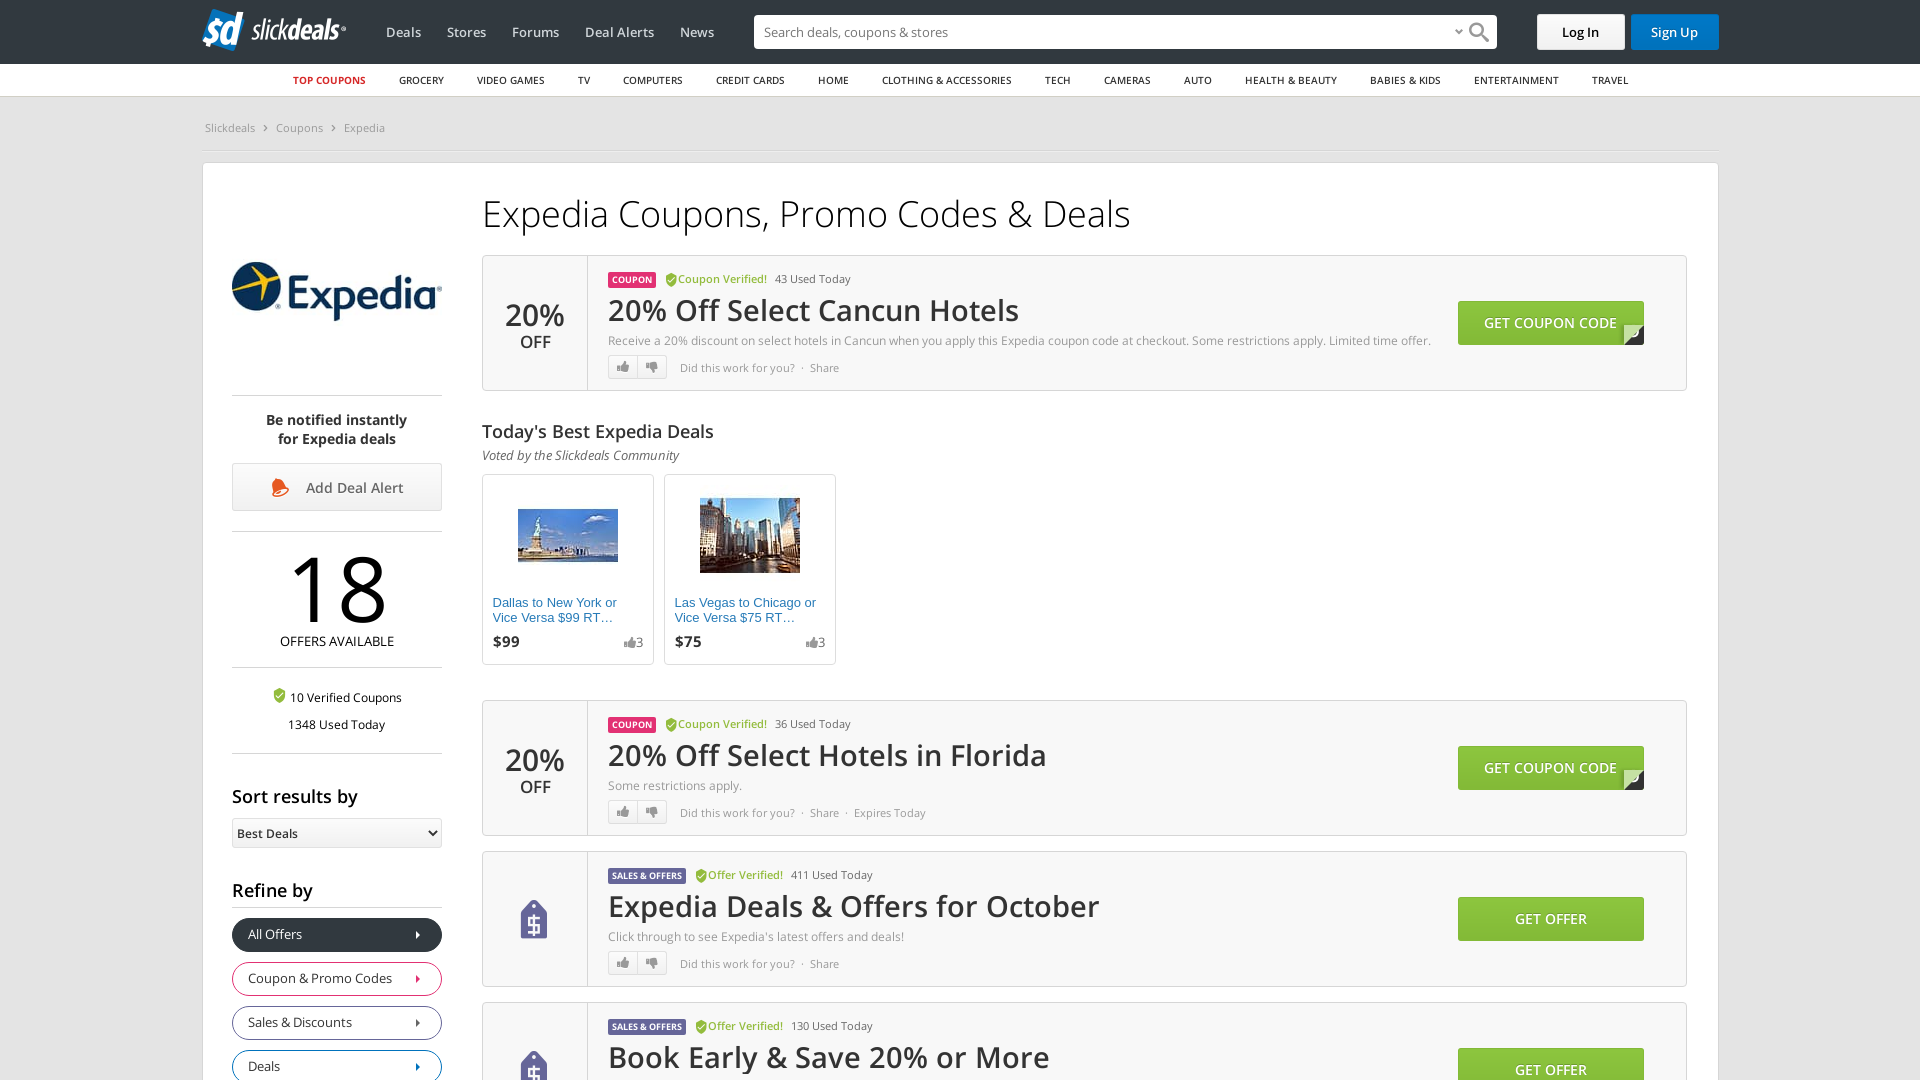 slickdeals
Deals
Stores
Forums
Deal Alerts
News
Search deals, coupons & stores
Log In
Sign Up
TOP COUPONS
GROCERY
VIDEO GAMES
TV
COMPUTERS
CREDIT CARDS
HOME
CLOTHING & ACCESSORIES
TECH
CAMERAS
AUTO
HEALTH & BEAUTY
BABIES & KIDS
ENTERTAINMENT
TRAVEL
Slickdeals > Coupons > Expedia
Expedia
Be notified instantly
for Expedia deals
Add Deal Alert
18
OFFERS AVAILABLE
10 Verified Coupons
1348 Used Today
Sort results by
Best Deals
Refine by
All Offers
Coupon & Promo Codes
Sales & Discounts
Deals
Expedia Coupons, Promo Codes & Deals
20%
OFF
COUPON Coupon Verified! 43 Used Today
20% Off Select Cancun Hotels
Receive a 20% discount on select hotels in Cancun when you apply this Expedia coupon code at checkout. Some restrictions apply. Limited time offer.
Did this work for you? · Share
GET COUPON CODE
Today's Best Expedia Deals
Voted by the Slickdeals Community
Dallas to New York or
Vice Versa $99 RT...
$99
3
Las Vegas to Chicago or
Vice Versa $75 RT...
$75
3
20%
OFF
COUPON Coupon Verified! 36 Used Today
20% Off Select Hotels in Florida
Some restrictions apply.
Did this work for you? · Share · Expires Today
GET COUPON CODE
SALES & OFFERS Offer Verified! 411 Used Today
Expedia Deals & Offers for October
Click through to see Expedia's latest offers and deals!
Did this work for you? · Share
GET OFFER
SALES & OFFERS Offer Verified! 130 Used Today
Book Early & Save 20% or More
GET OFFER